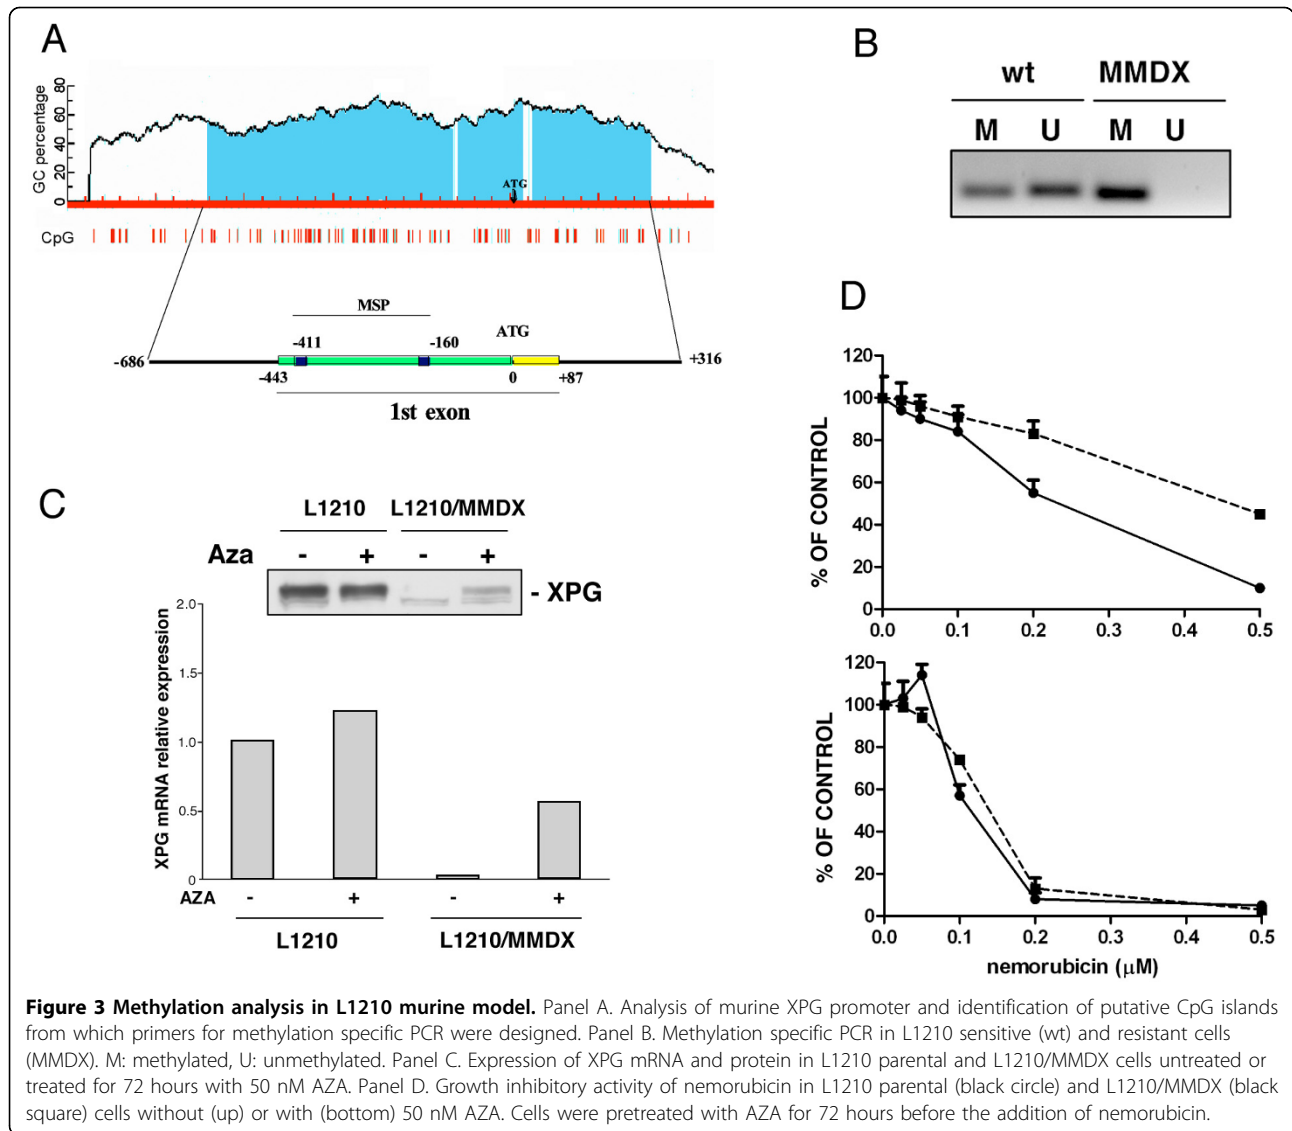 A
GC percentage
80
60
40
20
0
ATG
CpG
MSP
ATG
-411
-160
-686
+316
-443
0
+87
1st exon
B
wt MMDX
M U M U
C
L1210 L1210/MMDX
Aza - + - +
- XPG
XPG mRNA relative expression
2.0
1.5
1.0
0.5
0
AZA - + - +
L1210 L1210/MMDX
D
% OF CONTROL
120
100
80
60
40
20
0
0.0 0.1 0.2 0.3 0.4 0.5
% OF CONTROL
120
100
80
60
40
20
0
0.0 0.1 0.2 0.3 0.4 0.5
nemorubicin (µM)
Figure 3 Methylation analysis in L1210 murine model. Panel A. Analysis of murine XPG promoter and identification of putative CpG islands
from which primers for methylation specific PCR were designed. Panel B. Methylation specific PCR in L1210 sensitive (wt) and resistant cells
(MMDX). M: methylated, U: unmethylated. Panel C. Expression of XPG mRNA and protein in L1210 parental and L1210/MMDX cells untreated or
treated for 72 hours with 50 nM AZA. Panel D. Growth inhibitory activity of nemorubicin in L1210 parental (black circle) and L1210/MMDX (black
square) cells without (up) or with (bottom) 50 nM AZA. Cells were pretreated with AZA for 72 hours before the addition of nemorubicin.